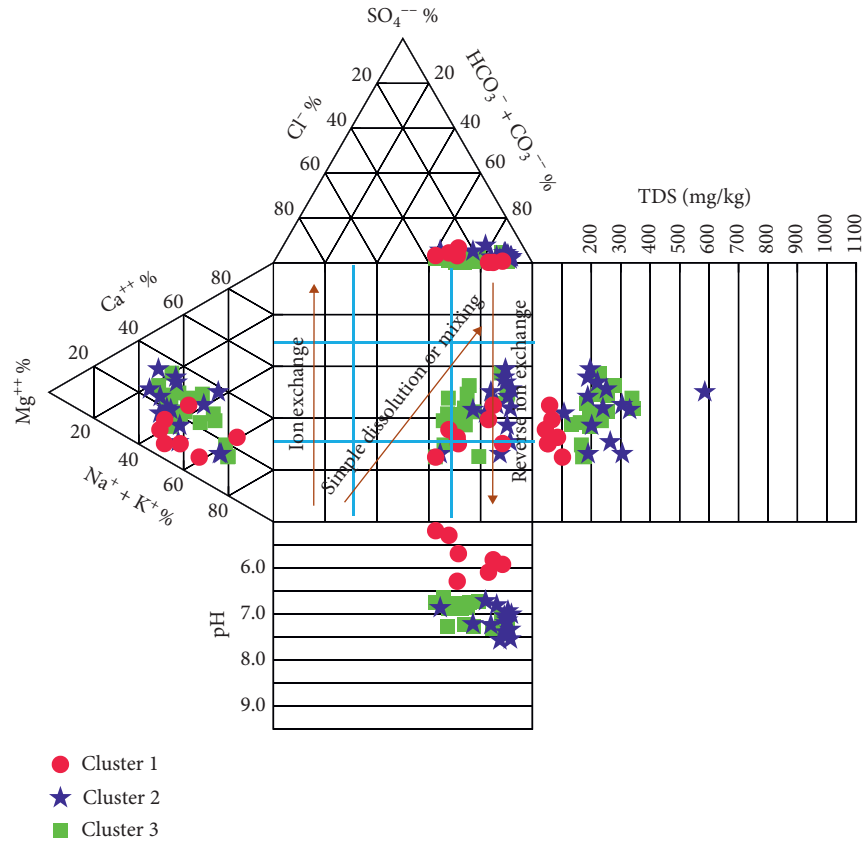 SO₄⁻⁻ %
20
40
60
80
Cl⁻ %
20
40
60
80
HCO₃⁻ + CO₃⁻⁻ %
TDS (mg/kg)
200
300
400
500
600
700
800
900
1000
1100
Mg⁺⁺ %
Ca⁺⁺ %
20
40
60
80
20
40
60
80
Na⁺ + K⁺ %
Ion exchange
Simple dissolution or mixing
Reverse ion exchange
pH
6.0
7.0
8.0
9.0
Cluster 1
Cluster 2
Cluster 3